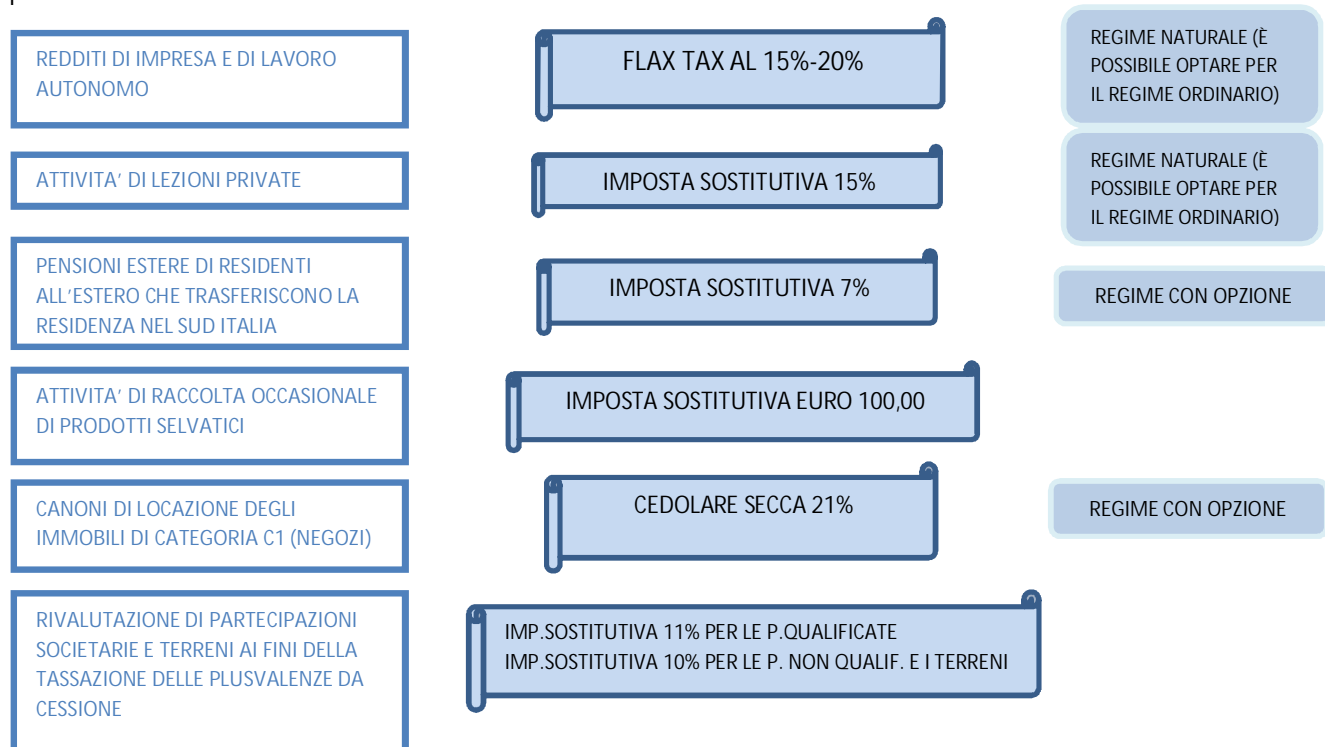 REDDITI DI IMPRESA E DI LAVORO
AUTONOMO
FLAX TAX AL 15%-20%
REGIME NATURALE (È
POSSIBILE OPTARE PER
IL REGIME ORDINARIO)
ATTIVITA' DI LEZIONI PRIVATE
IMPOSTA SOSTITUTIVA 15%
REGIME NATURALE (È
POSSIBILE OPTARE PER
IL REGIME ORDINARIO)
PENSIONI ESTERE DI RESIDENTI
ALL'ESTERO CHE TRASFERISCONO LA
RESIDENZA NEL SUD ITALIA
IMPOSTA SOSTITUTIVA 7%
REGIME CON OPZIONE
ATTIVITA' DI RACCOLTA OCCASIONALE
DI PRODOTTI SELVATICI
IMPOSTA SOSTITUTIVA EURO 100,00
CANONI DI LOCAZIONE DEGLI
IMMOBILI DI CATEGORIA C1 (NEGOZI)
CEDOLARE SECCA 21%
REGIME CON OPZIONE
RIVALUTAZIONE DI PARTECIPAZIONI
SOCIETARIE E TERRENI AI FINI DELLA
TASSAZIONE DELLE PLUSVALENZE DA
CESSIONE
IMP.SOSTITUTIVA 11% PER LE P.QUALIFICATE
IMP.SOSTITUTIVA 10% PER LE P. NON QUALIF. E I TERRENI